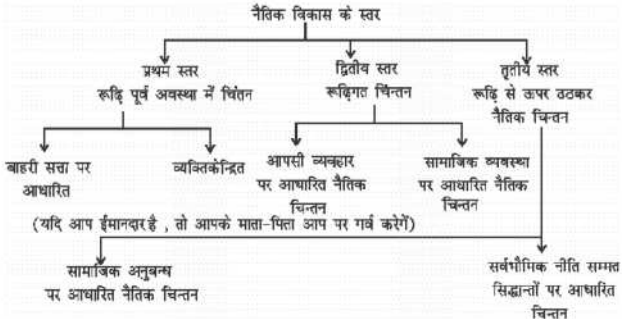 नैतिक विकास के स्तर
प्रथम स्तर
रूढ़ि पूर्व अवस्था में चिंतन
द्वितीय स्तर
रूढ़िगत चिंन्तन
तृतीय स्तर
रूढ़ि से ऊपर उठकर
नैतिक चिन्तन
बाहरी सत्ता पर
आधारित
व्यक्तिकेन्द्रित
आपसी व्यवहार
पर आधारित नैतिक
चिन्तन
सामाजिक व्यवस्था
पर आधारित नैतिक
चिन्तन
(यदि आप ईमानदार है , तो आपके माता-पिता आप पर गर्व करेगें)
सामाजिक अनुबन्ध
पर आधारित नैतिक चिन्तन
सर्वभौमिक नीति सम्मत
सिद्धान्तों पर आधारित
चिन्तन